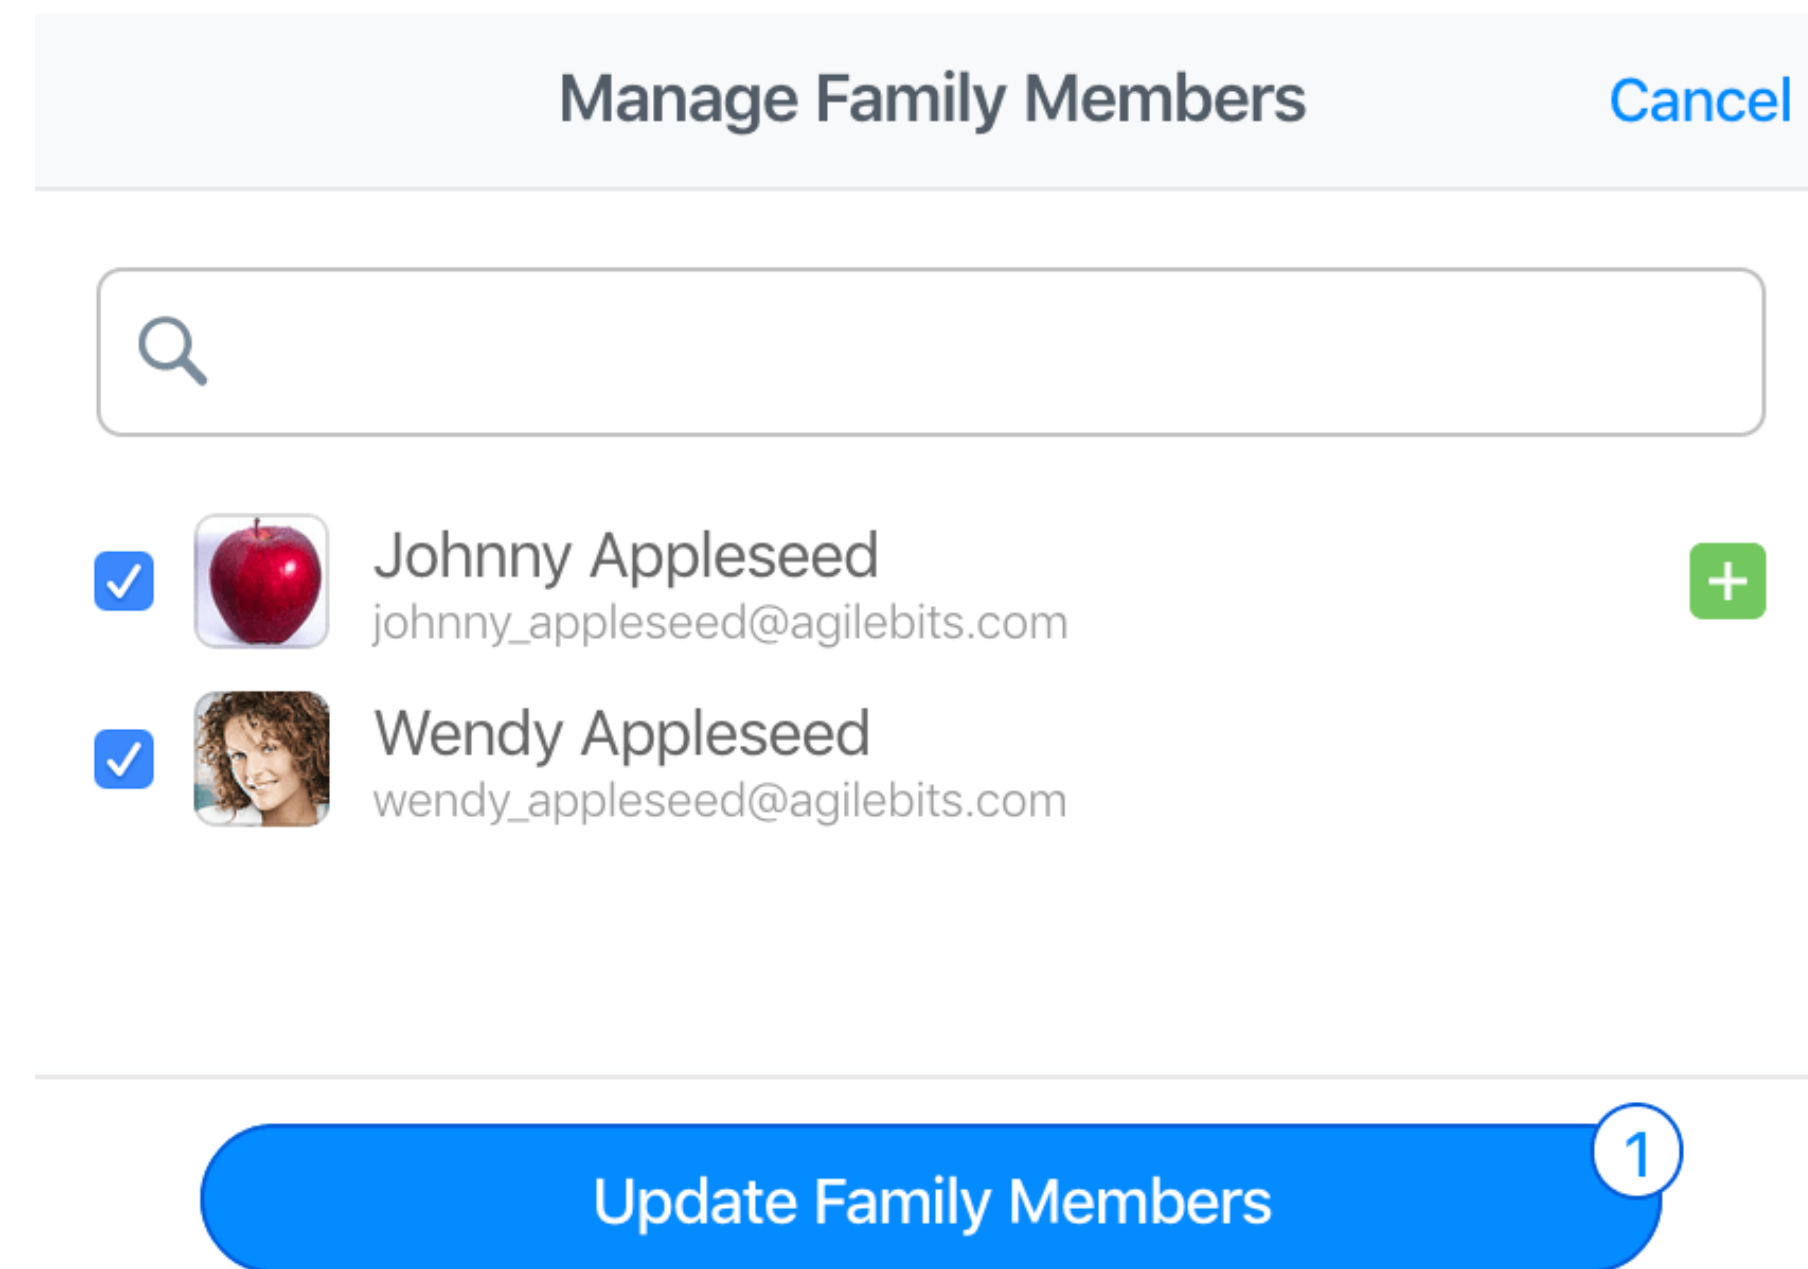 Manage Family Members
Cancel
Johnny Appleseed
johnny_appleseed@agilebits.com
Wendy Appleseed
wendy_appleseed@agilebits.com
1
Update Family Members